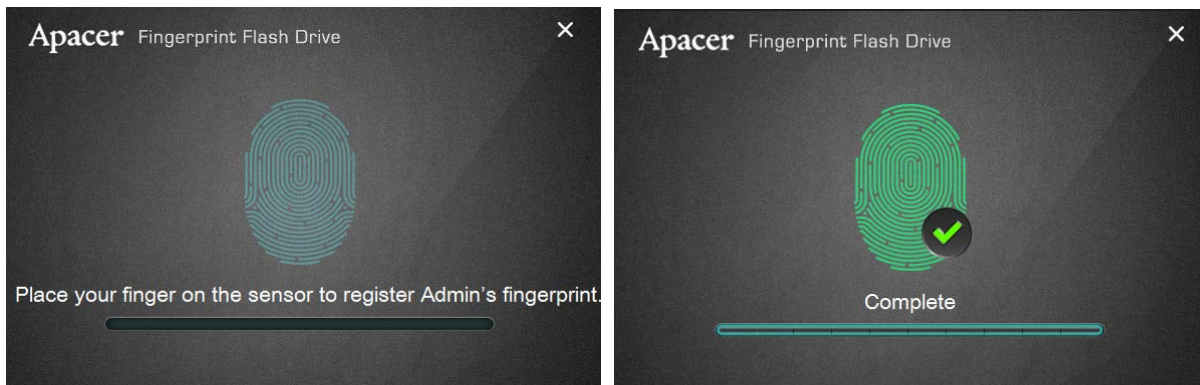 Apacer Fingerprint Flash Drive
Place your finger on the sensor to register Admin's fingerprint.
Apacer Fingerprint Flash Drive
Complete